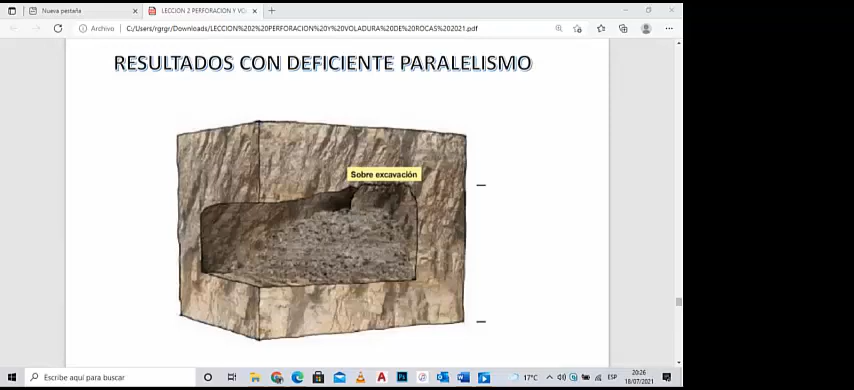 Nueva pestaña
LECCION 2 PERFORACION Y VO
Archivo
C:/Users/rgrgr/Downloads/LECCION%202%20PERFORACION%20Y%20VOLADURA%20DE%20ROCAS%202021.pdf
RESULTADOS CON DEFICIENTE PARALELISMO
Sobre excavación
Escribe aquí para buscar
17°C
ESP
20:26
18/07/2021